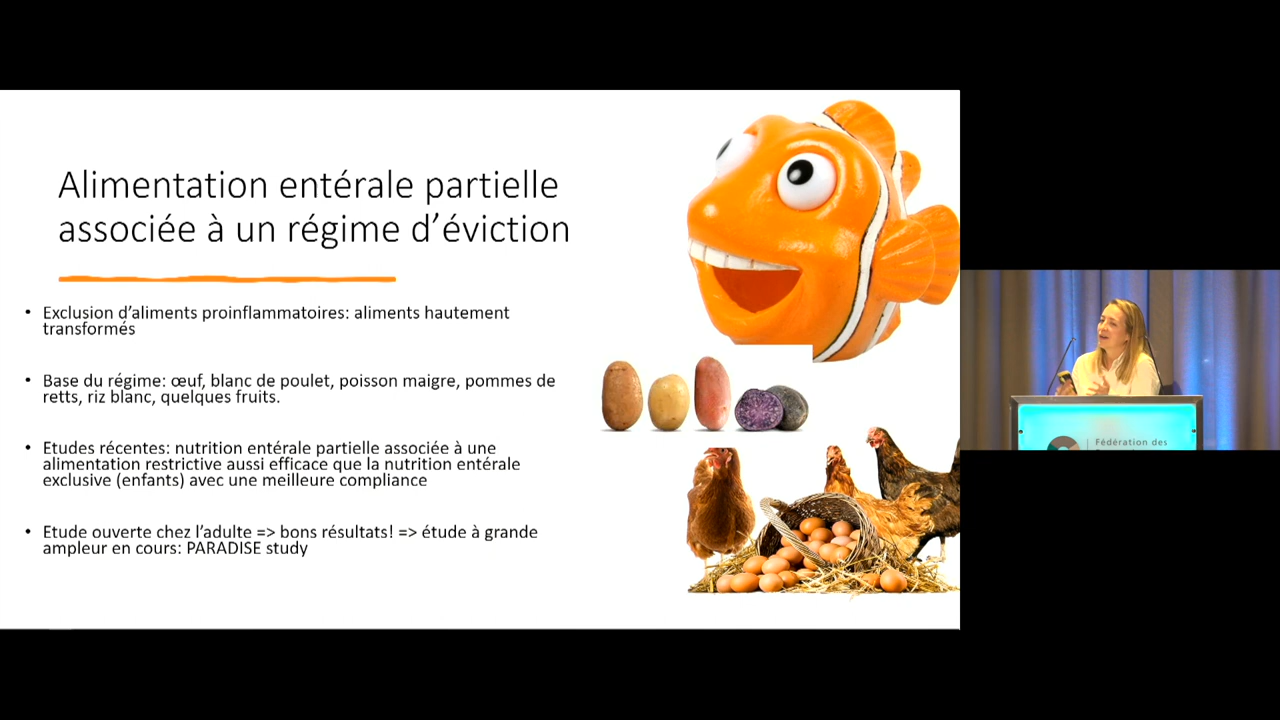 Alimentation entérale partielle
associée à un régime d’éviction
• Exclusion d’aliments proinflammatoires: aliments hautement
transformés
• Base du régime: œuf, blanc de poulet, poisson maigre, pommes de
retts, riz blanc, quelques fruits.
• Etudes récentes: nutrition entérale partielle associée à une
alimentation restrictive aussi efficace que la nutrition entérale
exclusive (enfants) avec une meilleure compliance
• Etude ouverte chez l’adulte => bons résultats! => étude à grande
ampleur en cours: PARADISE study
Fédération des